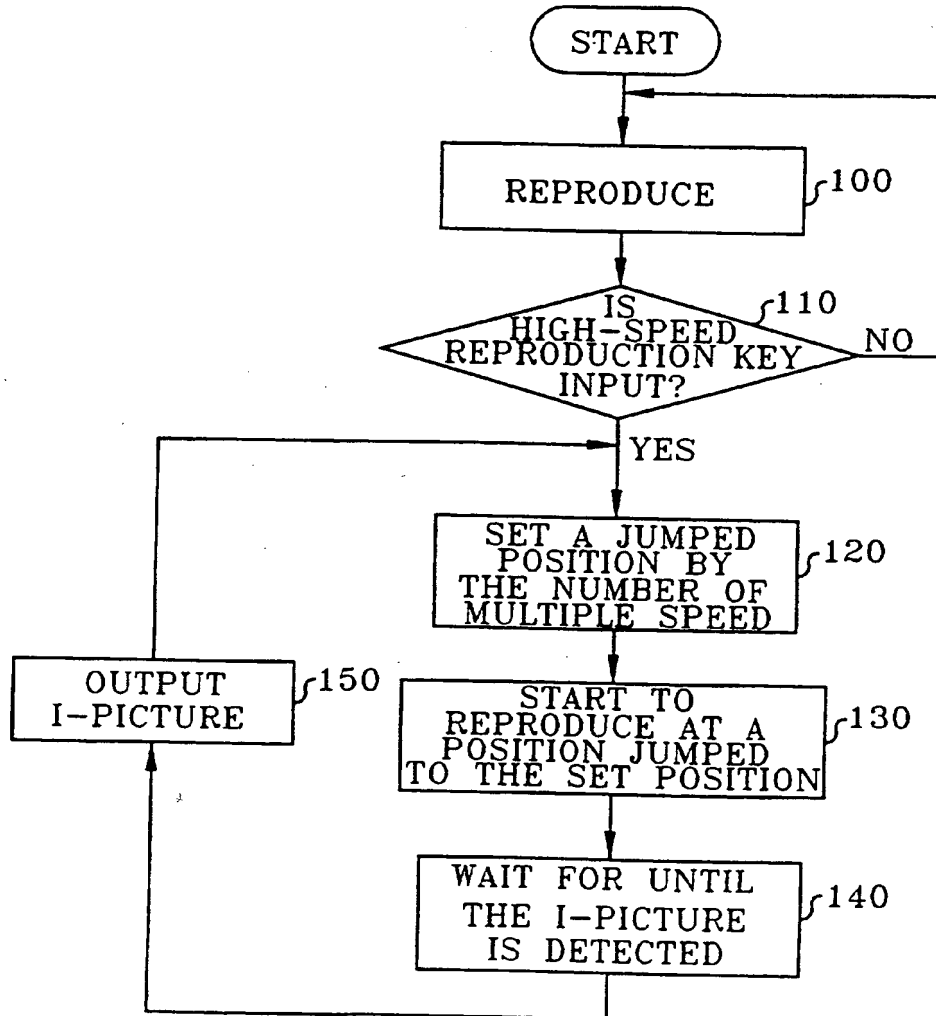 START
REPRODUCE
100
IS
HIGH-SPEED
REPRODUCTION KEY
INPUT?
110
NO
YES
SET A JUMPED
POSITION BY
THE NUMBER OF
MULTIPLE SPEED
120
OUTPUT
I-PICTURE
150
START TO
REPRODUCE AT A
POSITION JUMPED
TO THE SET POSITION
130
WAIT FOR UNTIL
THE I-PICTURE
IS DETECTED
140